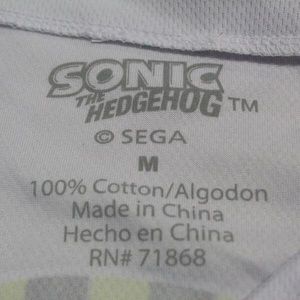 SONIC
THE
HEDGEHOG TM
© SEGA
M
100% Cotton/Algodon
Made in China
Hecho en China
RN# 71868